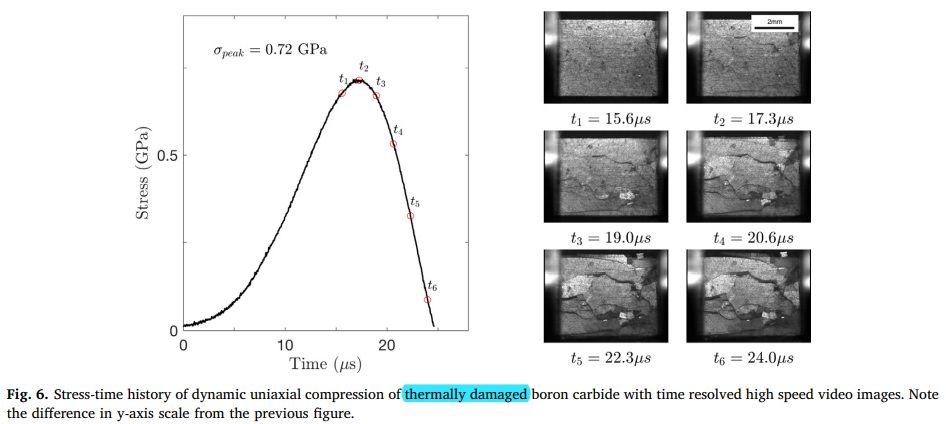 σpeak = 0.72 GPa
t1
t2
t3
t4
t5
t6
Stress (GPa)
0.5
0
0
10
20
Time (μs)
2mm
t1 = 15.6μs
t2 = 17.3μs
t3 = 19.0μs
t4 = 20.6μs
t5 = 22.3μs
t6 = 24.0μs
Fig. 6. Stress-time history of dynamic uniaxial compression of thermally damaged boron carbide with time resolved high speed video images. Note
the difference in y-axis scale from the previous figure.